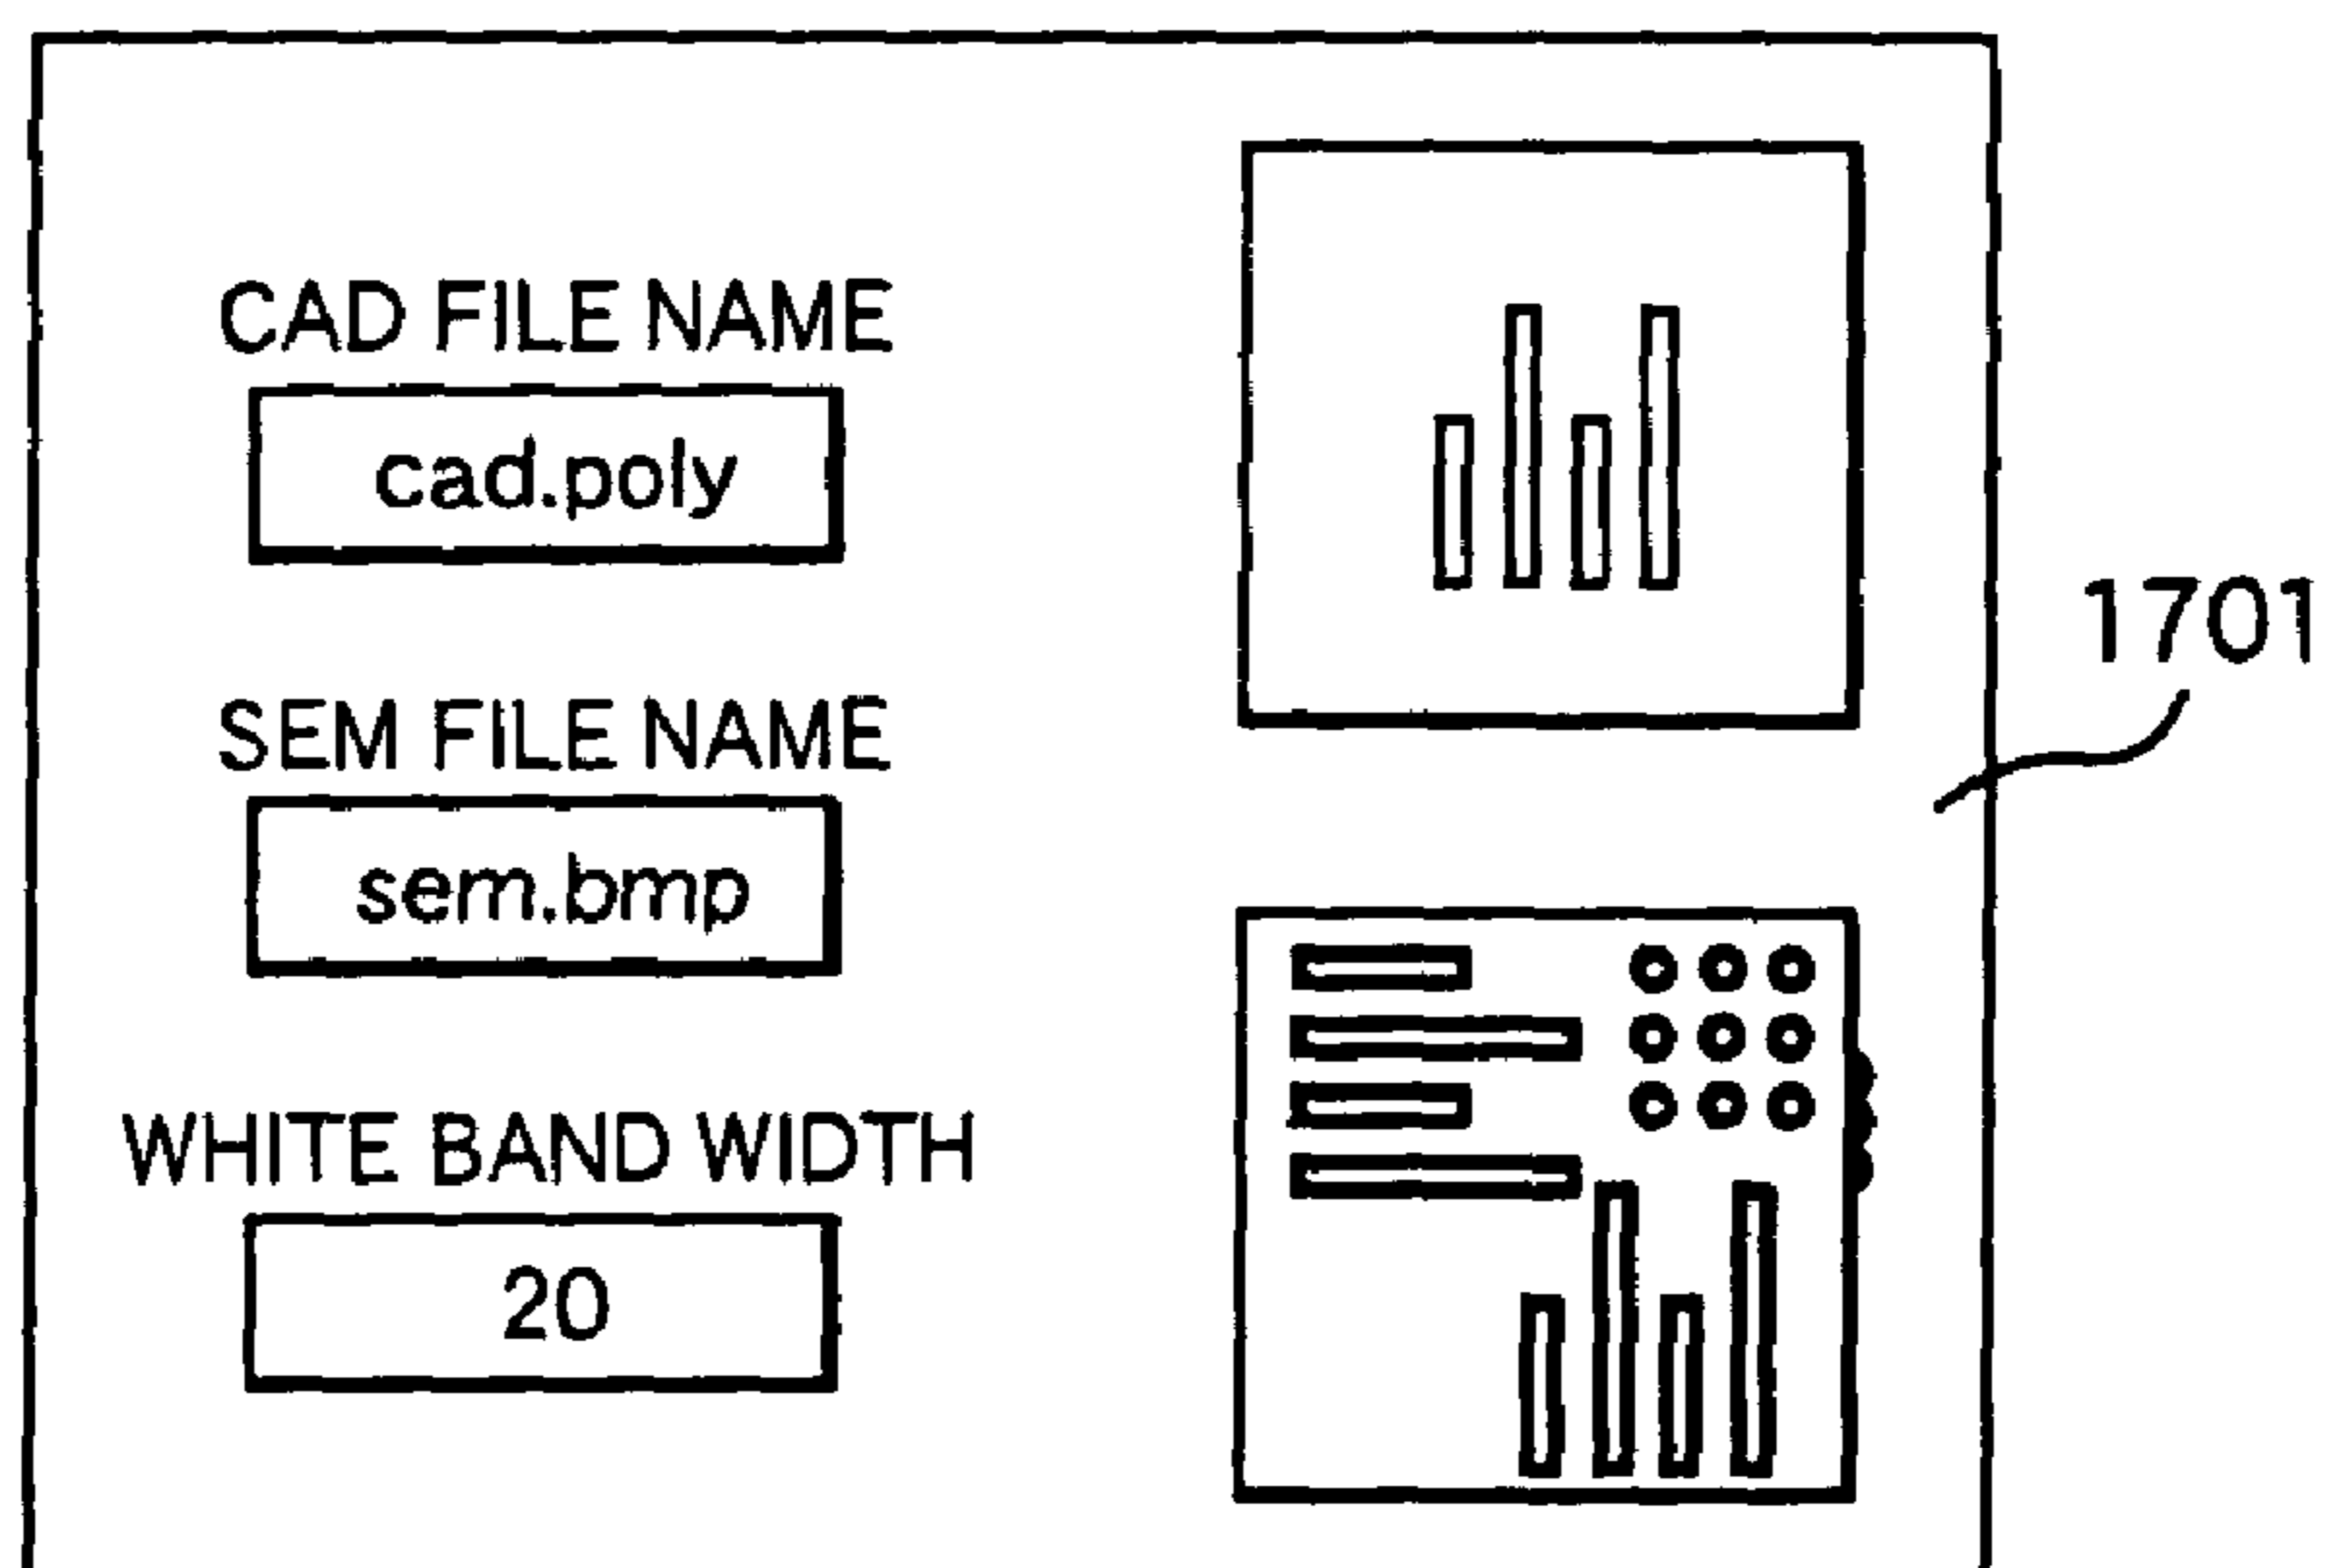 CAD FILE NAME
cad.poly
1701
SEM FILE NAME
sem.bmp
WHITE BAND WIDTH
20